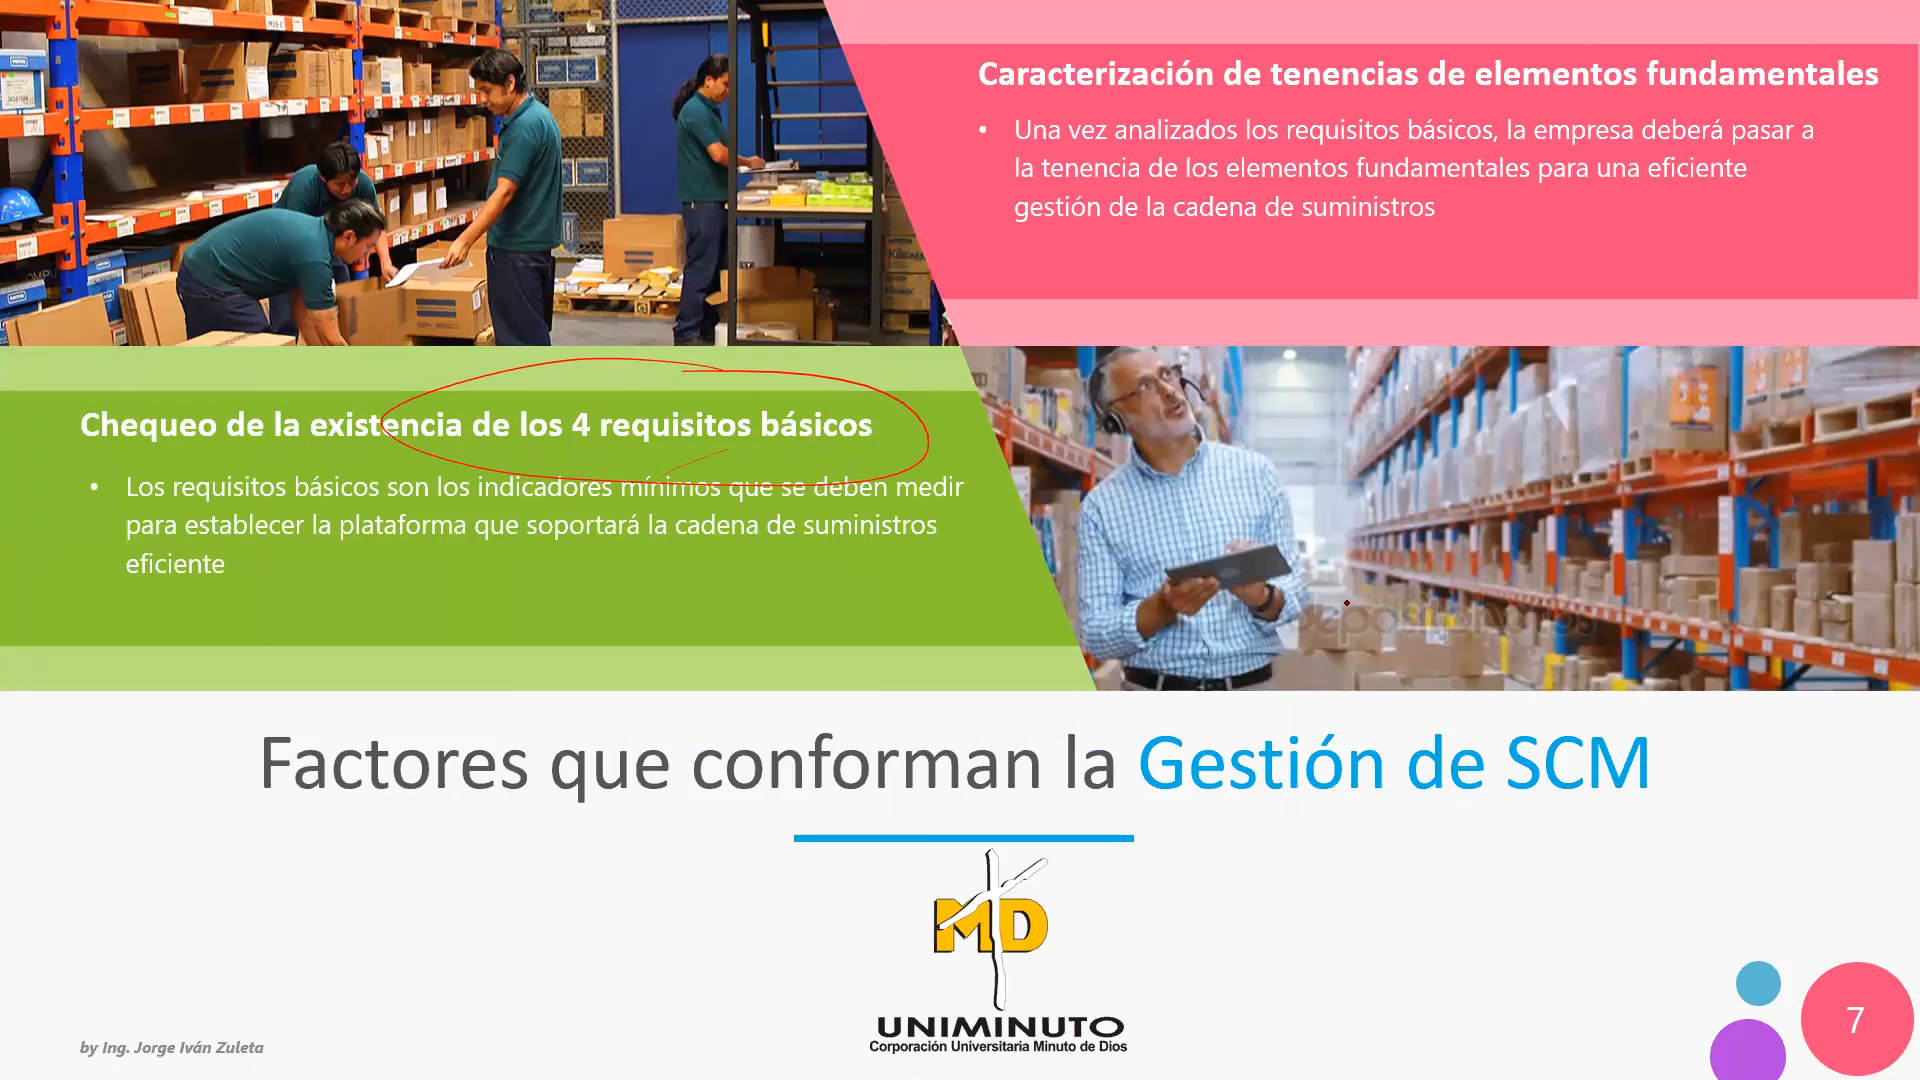 Caracterización de tenencias de elementos fundamentales
• Una vez analizados los requisitos básicos, la empresa deberá pasar a
la tenencia de los elementos fundamentales para una eficiente
gestión de la cadena de suministros
Chequeo de la existencia de los 4 requisitos básicos
• Los requisitos básicos son los indicadores mínimos que se deben medir
para establecer la plataforma que soportará la cadena de suministros
eficiente
depositphotos
Factores que conforman la Gestión de SCM
MD
UNIMINUTO
Corporación Universitaria Minuto de Dios
by Ing. Jorge Iván Zuleta
7